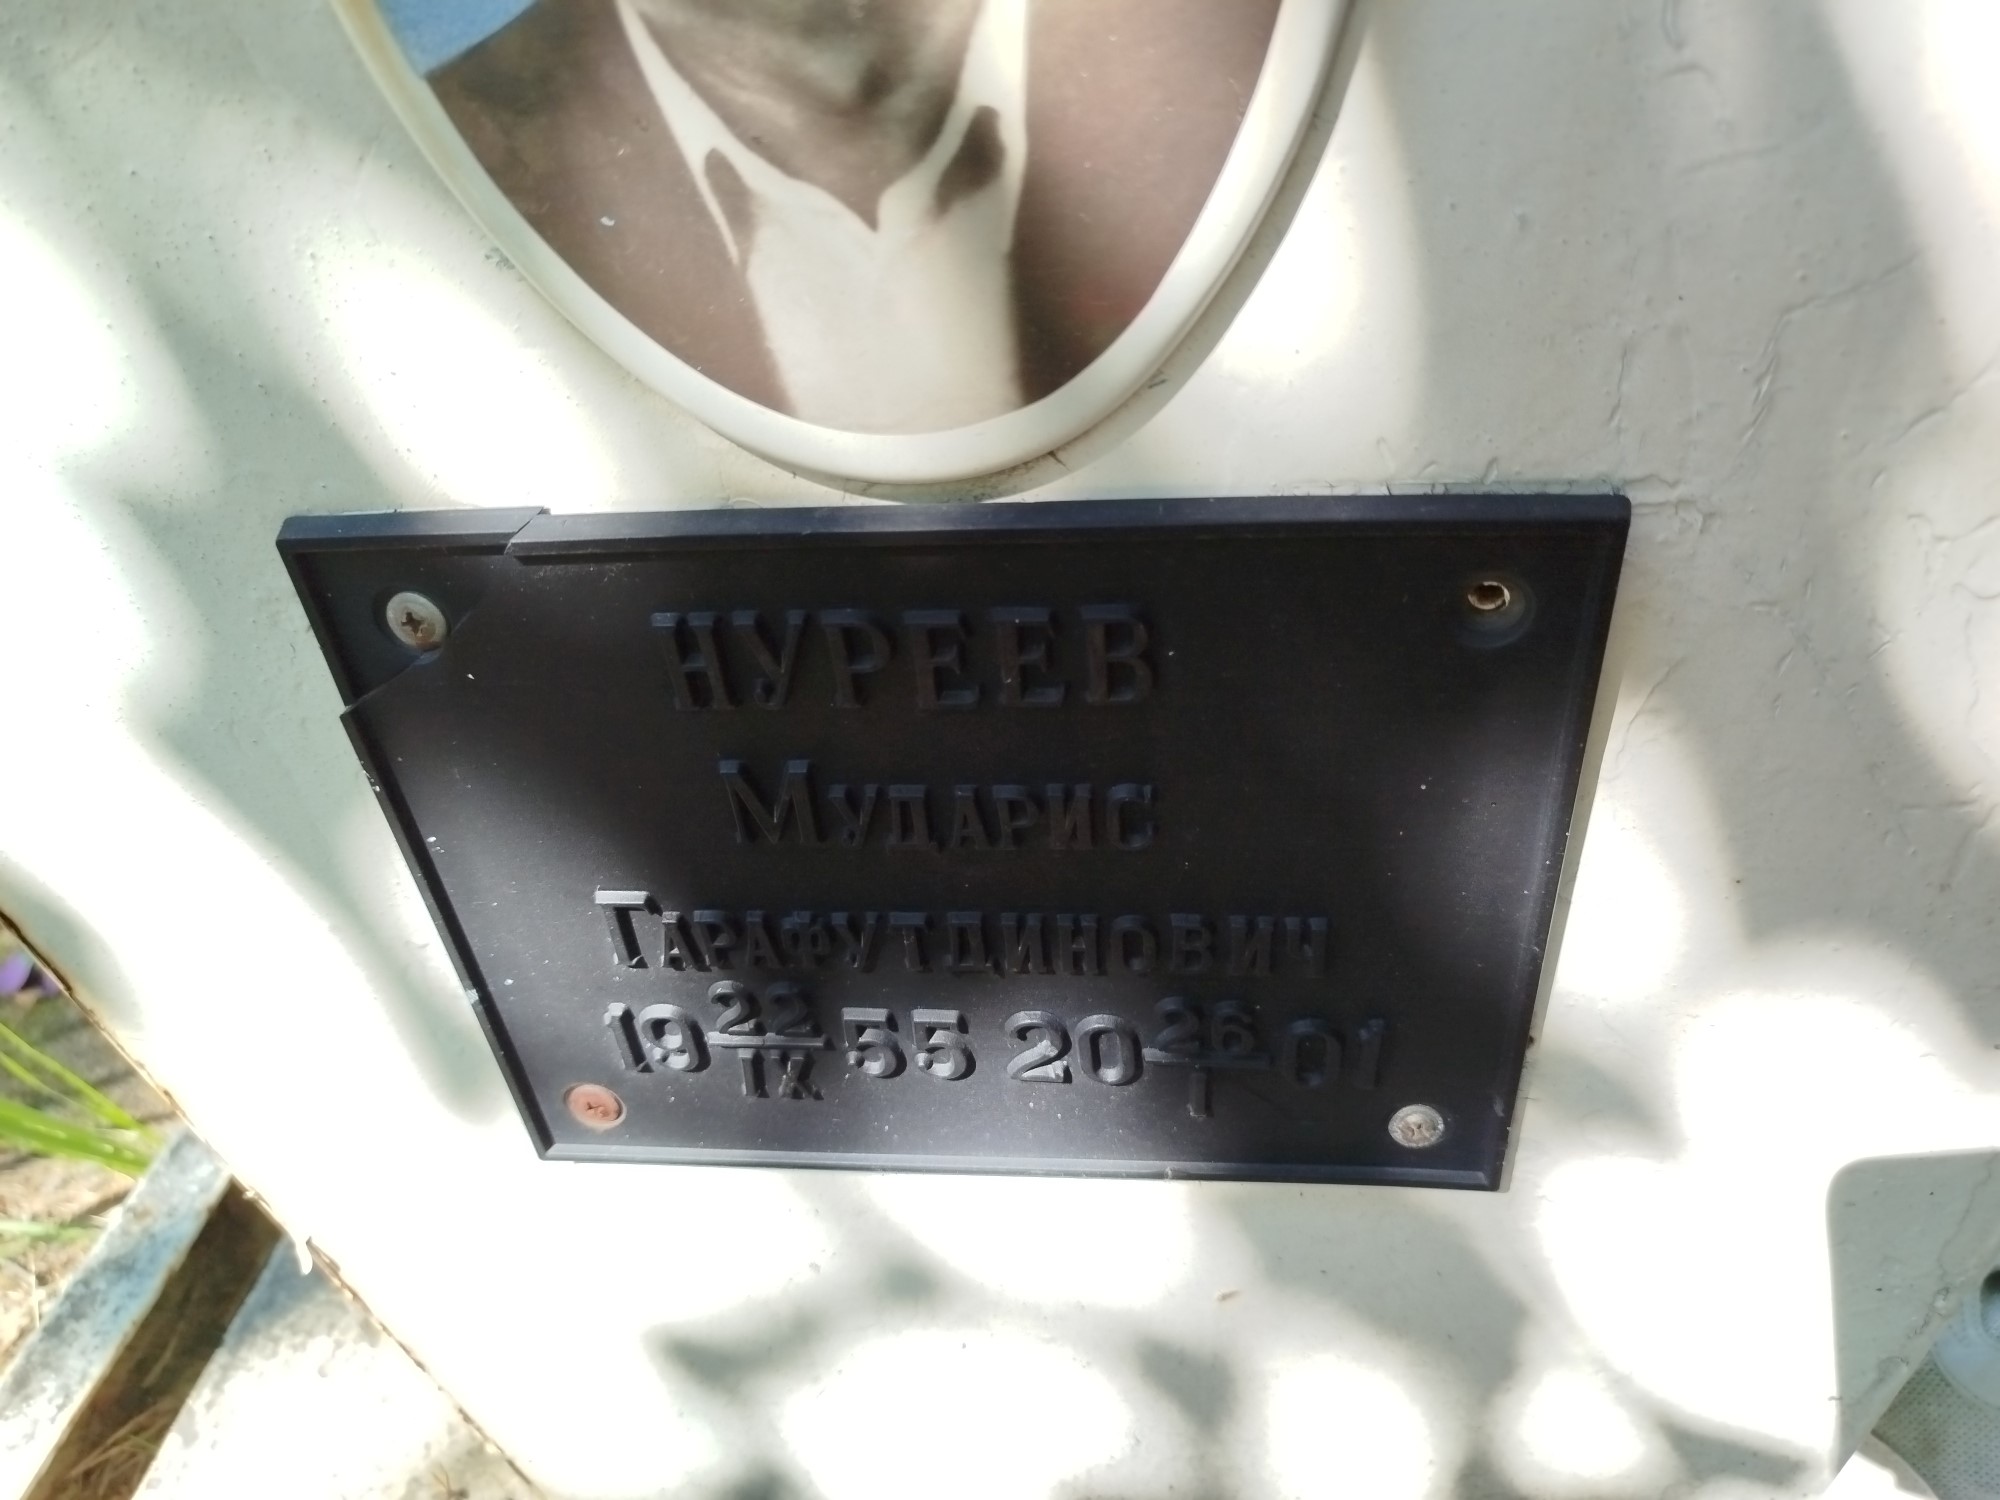 НУРЕЕВ
Мударис
Гарафутдинович
19 22/IX 55 20 26/I 01